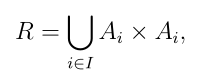 R = ⋃_{i∈I} A_i × A_i,